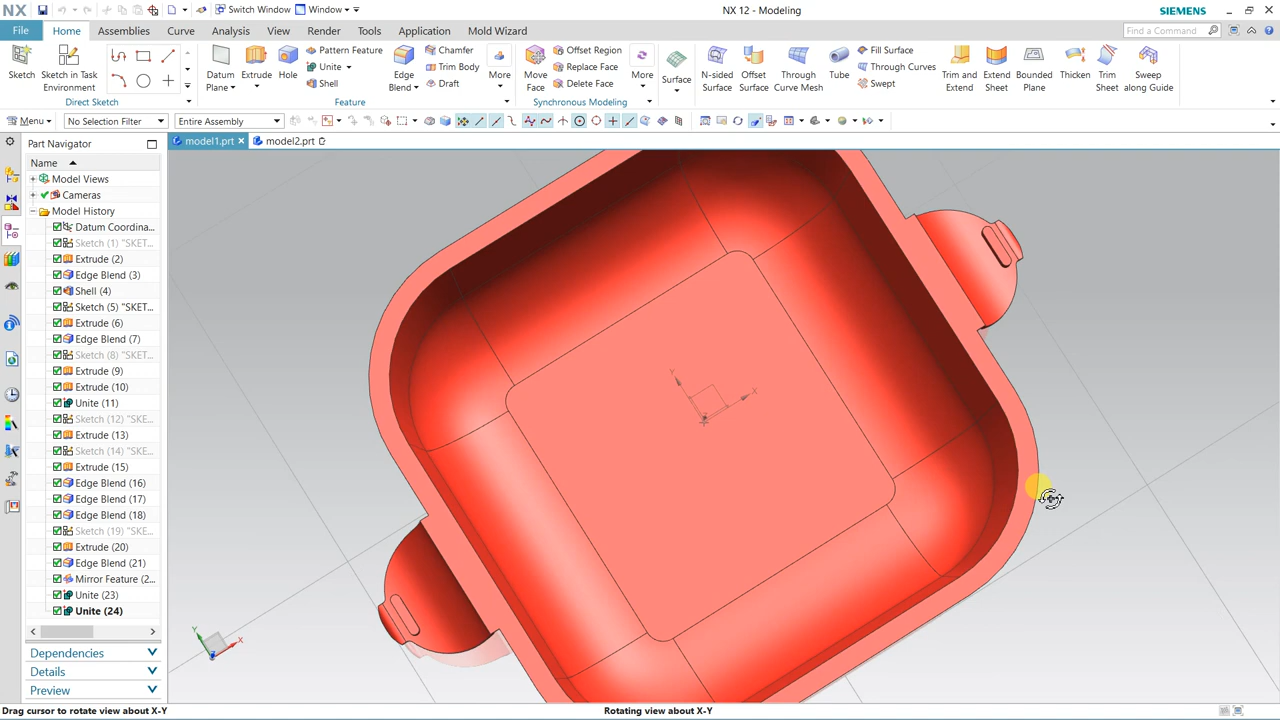 NX
Switch Window
Window
NX 12 - Modeling
SIEMENS
File
Home
Assemblies
Curve
Analysis
View
Render
Tools
Application
Mold Wizard
Find a Command
Sketch
Sketch in Task
Environment
Direct Sketch
Datum
Plane
Extrude
Hole
Pattern Feature
Unite
Shell
Edge
Blend
Chamfer
Trim Body
Draft
More
Feature
Move
Face
Offset Region
Replace Face
Delete Face
More
Synchronous Modeling
Surface
N-sided
Surface
Offset
Surface
Through
Curve Mesh
Tube
Fill Surface
Through Curves
Swept
Trim and
Extend
Extend
Sheet
Bounded
Plane
Thicken
Trim
Sheet
Sweep
along Guide
Menu
No Selection Filter
Entire Assembly
Part Navigator
model1.prt
model2.prt
Name
Model Views
Cameras
Model History
Datum Coordina...
Sketch (1) "SKET...
Extrude (2)
Edge Blend (3)
Shell (4)
Sketch (5) "SKET...
Extrude (6)
Edge Blend (7)
Sketch (8) "SKET...
Extrude (9)
Extrude (10)
Unite (11)
Sketch (12) "SKE...
Extrude (13)
Sketch (14) "SKE...
Extrude (15)
Edge Blend (16)
Edge Blend (17)
Edge Blend (18)
Sketch (19) "SKE...
Extrude (20)
Edge Blend (21)
Mirror Feature (2...
Unite (23)
Unite (24)
Dependencies
Details
Preview
Y
X
Y
X
Drag cursor to rotate view about X-Y
Rotating view about X-Y